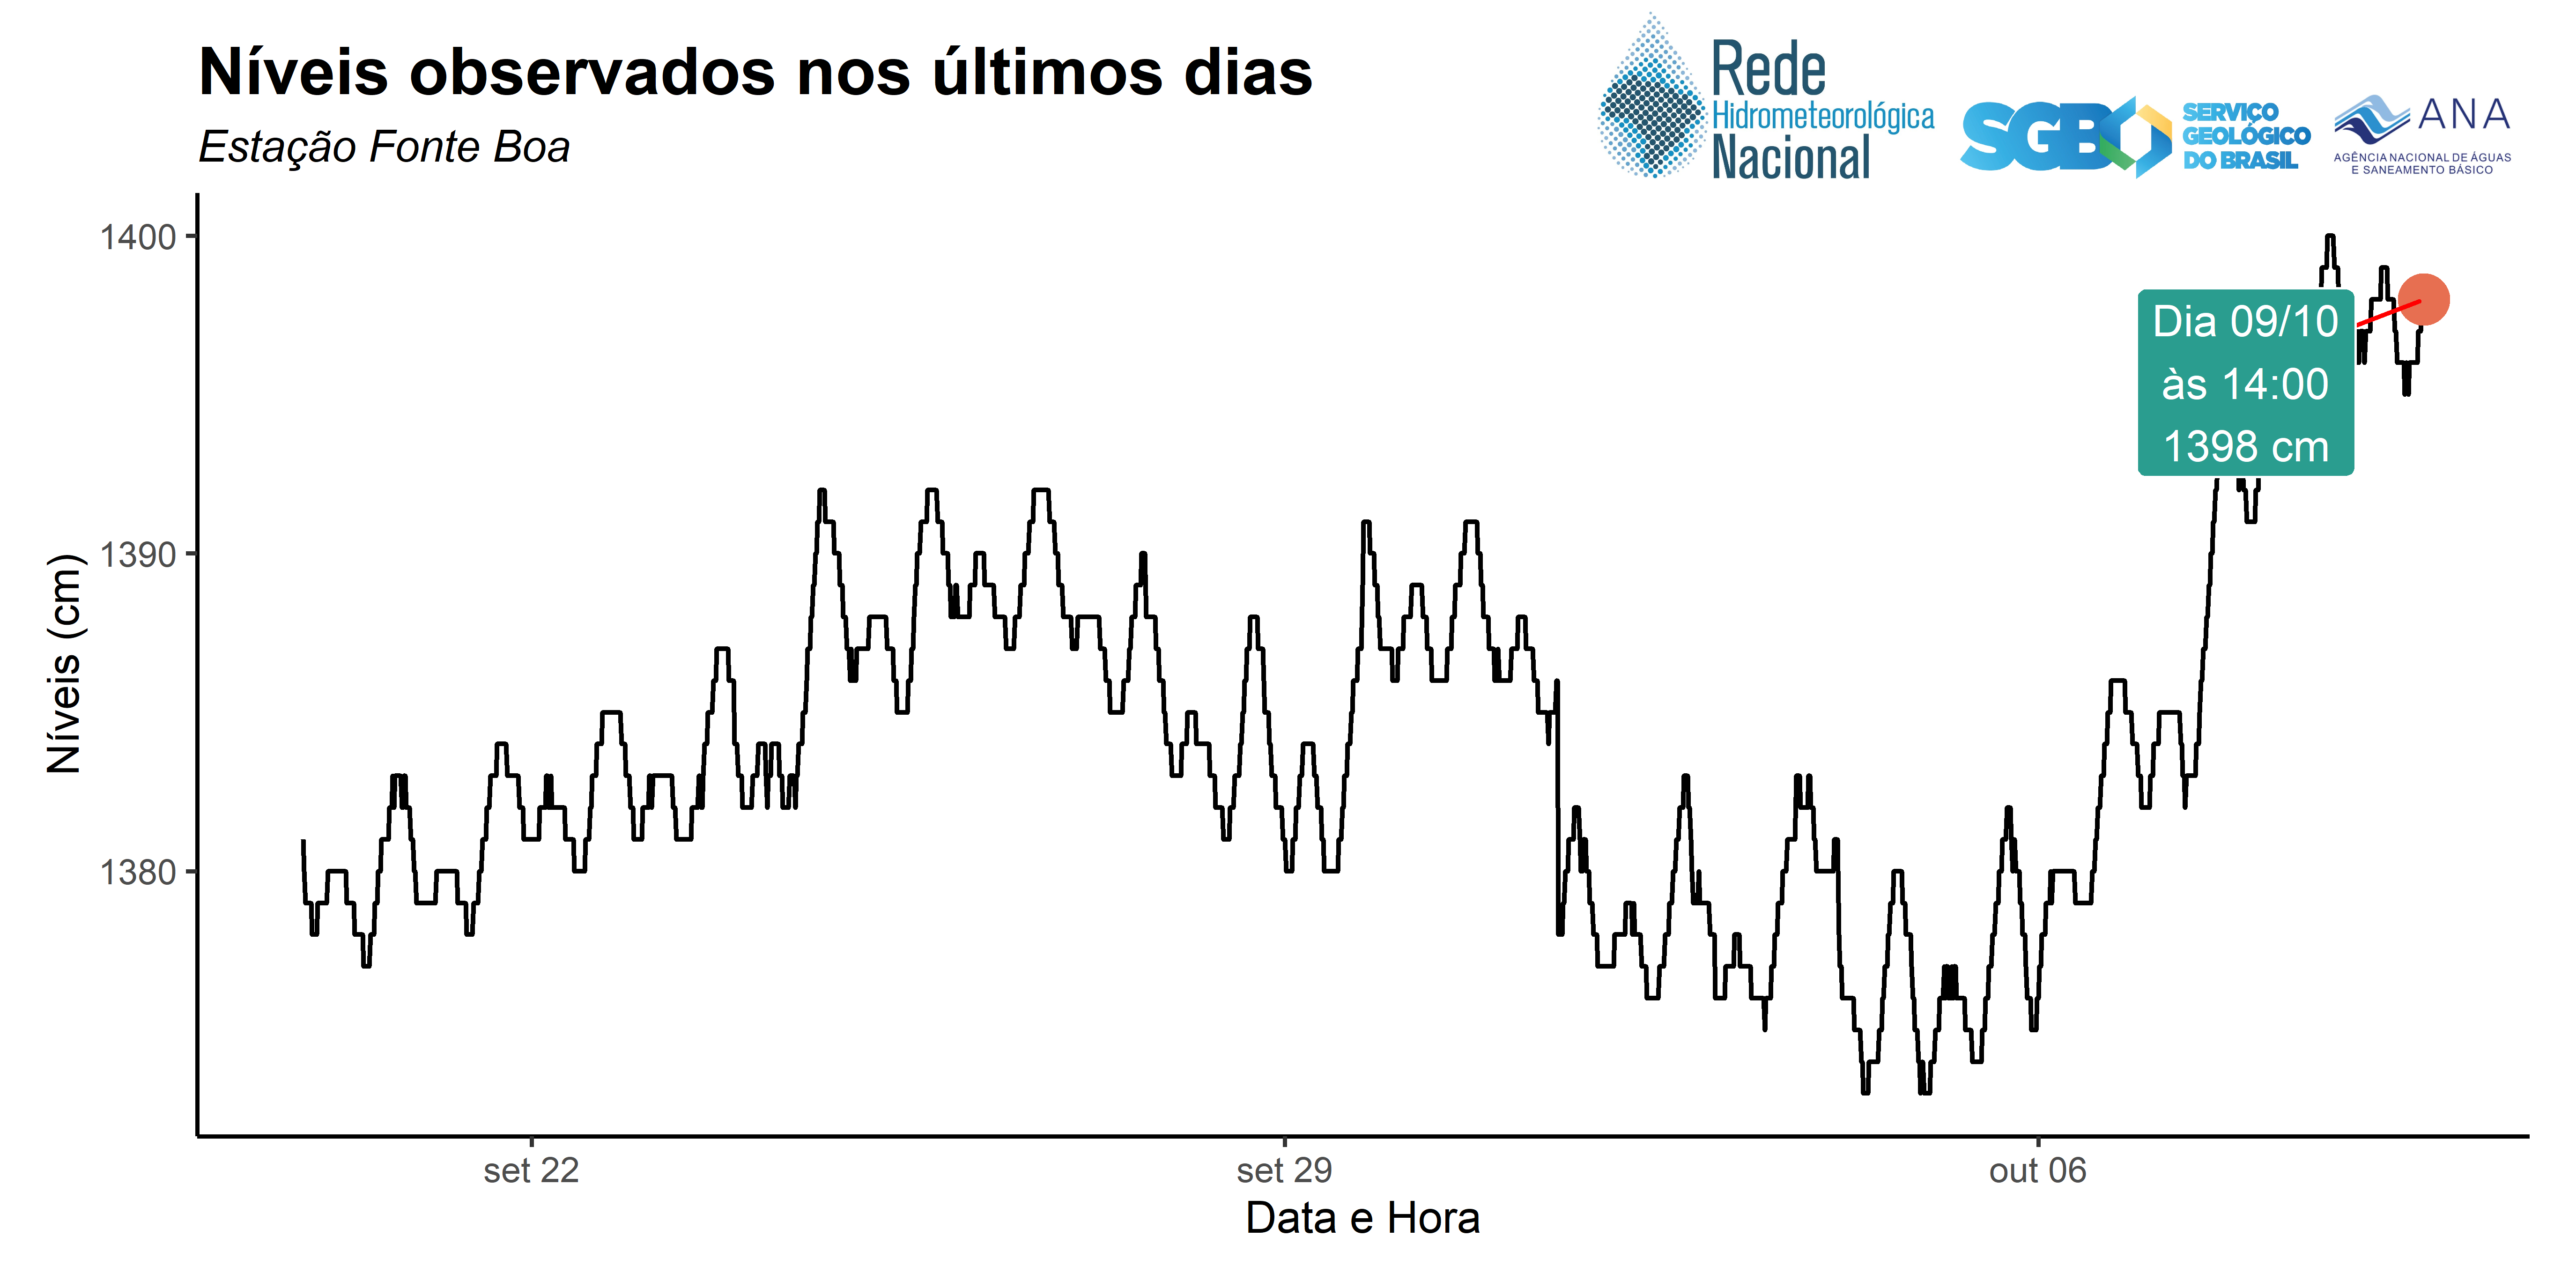 Níveis observados nos últimos dias
Estação Fonte Boa
Rede
Hidrometeorológica
Nacional
SGB
SERVIÇO
GEOLÓGICO
DO BRASIL
ANA
AGÊNCIA NACIONAL DE ÁGUAS
E SANEAMENTO BÁSICO
Níveis (cm)
1400
1390
1380
Dia 09/10
às 14:00
1398 cm
set 22
set 29
out 06
Data e Hora